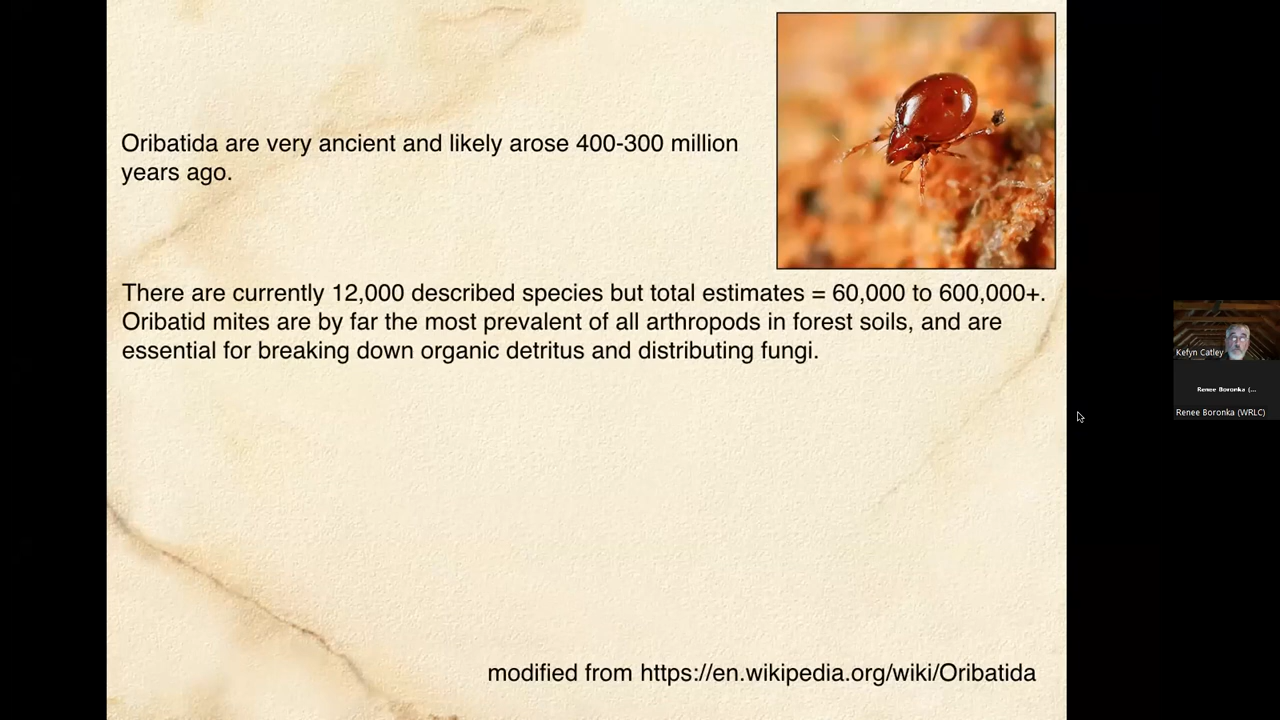 Oribatida are very ancient and likely arose 400-300 million
years ago.
There are currently 12,000 described species but total estimates = 60,000 to 600,000+.
Oribatid mites are by far the most prevalent of all arthropods in forest soils, and are
essential for breaking down organic detritus and distributing fungi.
modified from https://en.wikipedia.org/wiki/Oribatida
Kefyn Catley
Renee Boronka (...
Renee Boronka (WRLC)